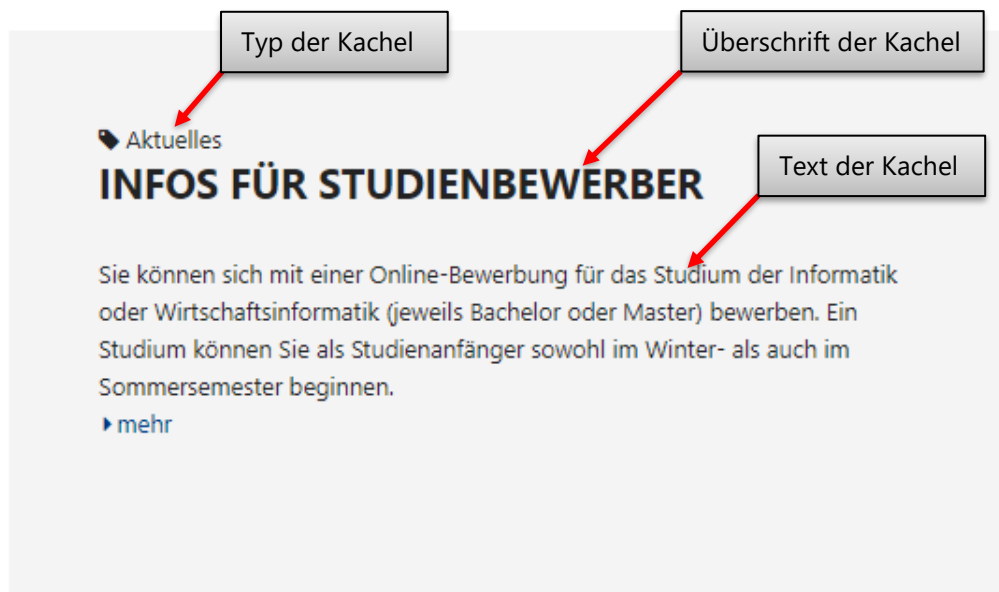 Typ der Kachel
Überschrift der Kachel
Aktuelles
INFOS FÜR STUDIENBEWERBER
Text der Kachel
Sie können sich mit einer Online-Bewerbung für das Studium der Informatik
oder Wirtschaftsinformatik (jeweils Bachelor oder Master) bewerben. Ein
Studium können Sie als Studienanfänger sowohl im Winter- als auch im
Sommersemester beginnen.
mehr